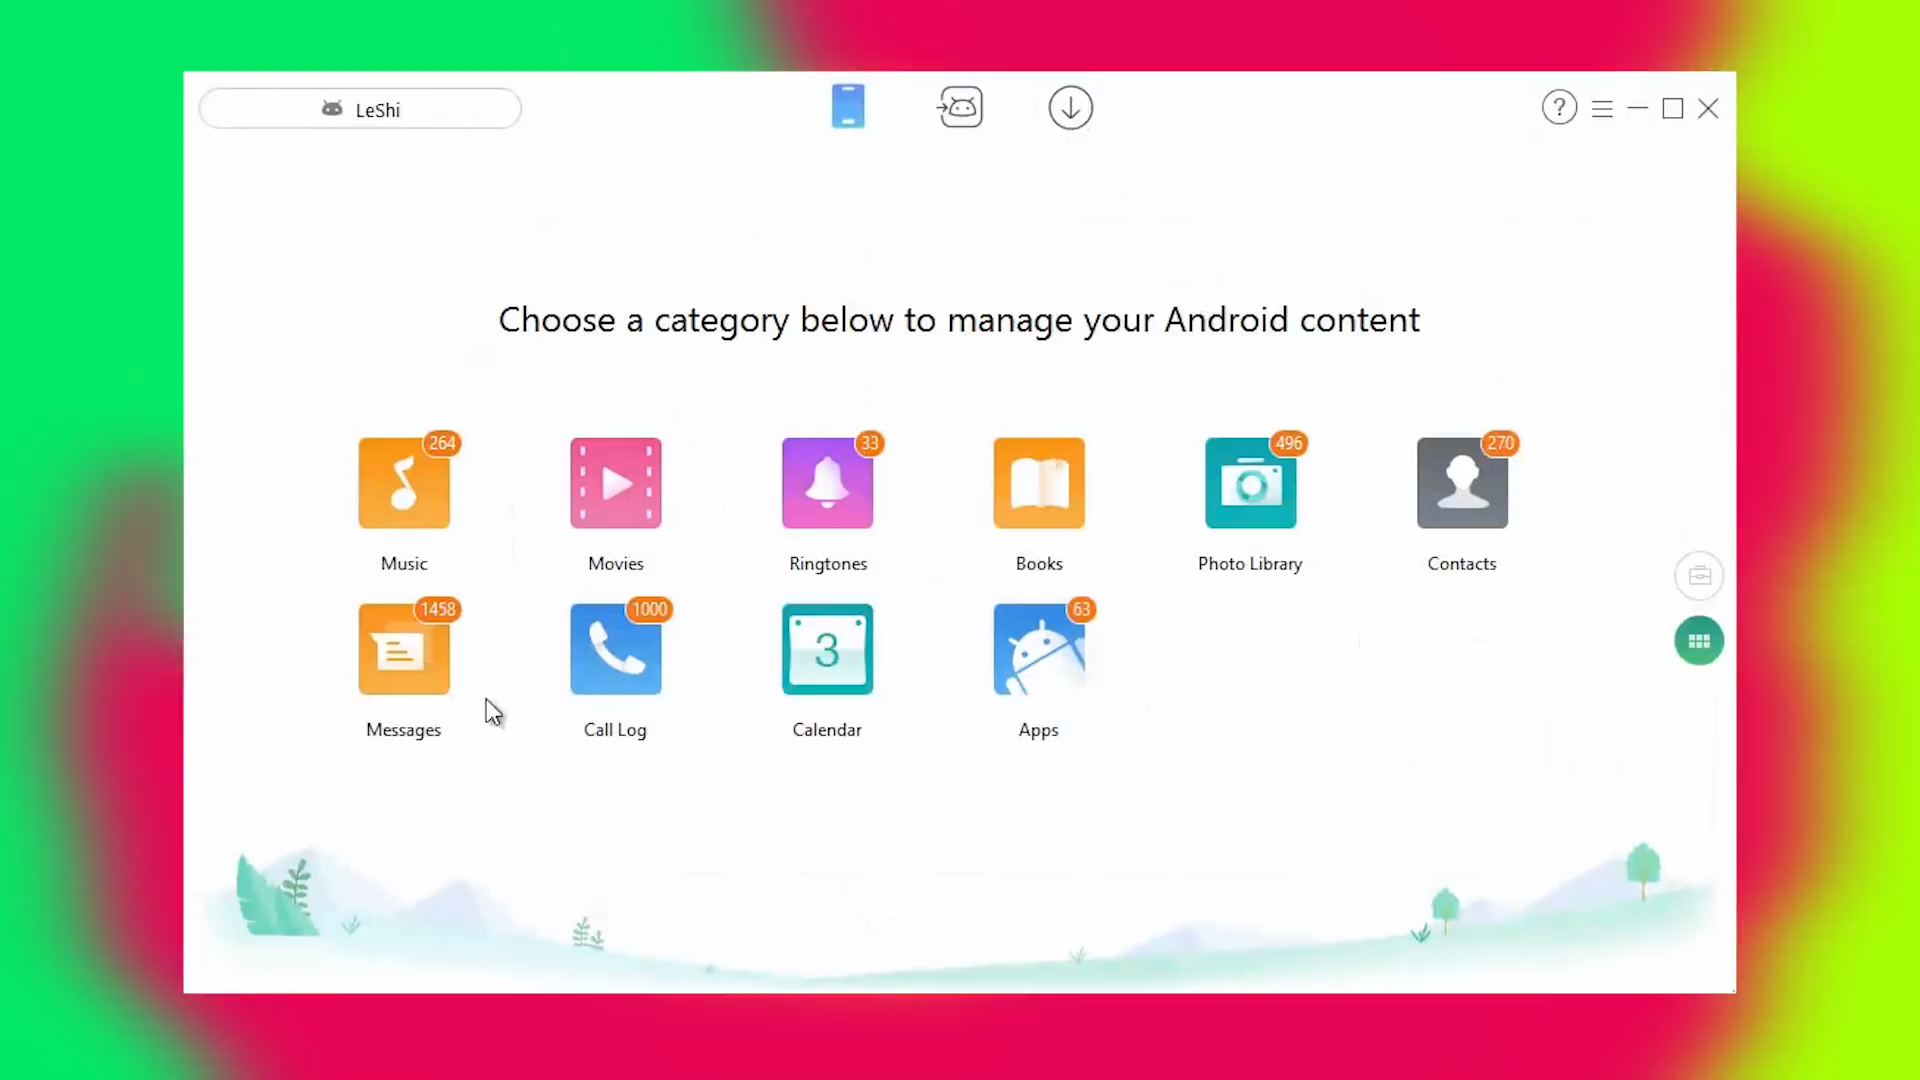 LeShi
?
Choose a category below to manage your Android content
264
33
496
270
Music
Movies
Ringtones
Books
Photo Library
Contacts
1458
1000
3
63
Messages
Call Log
Calendar
Apps